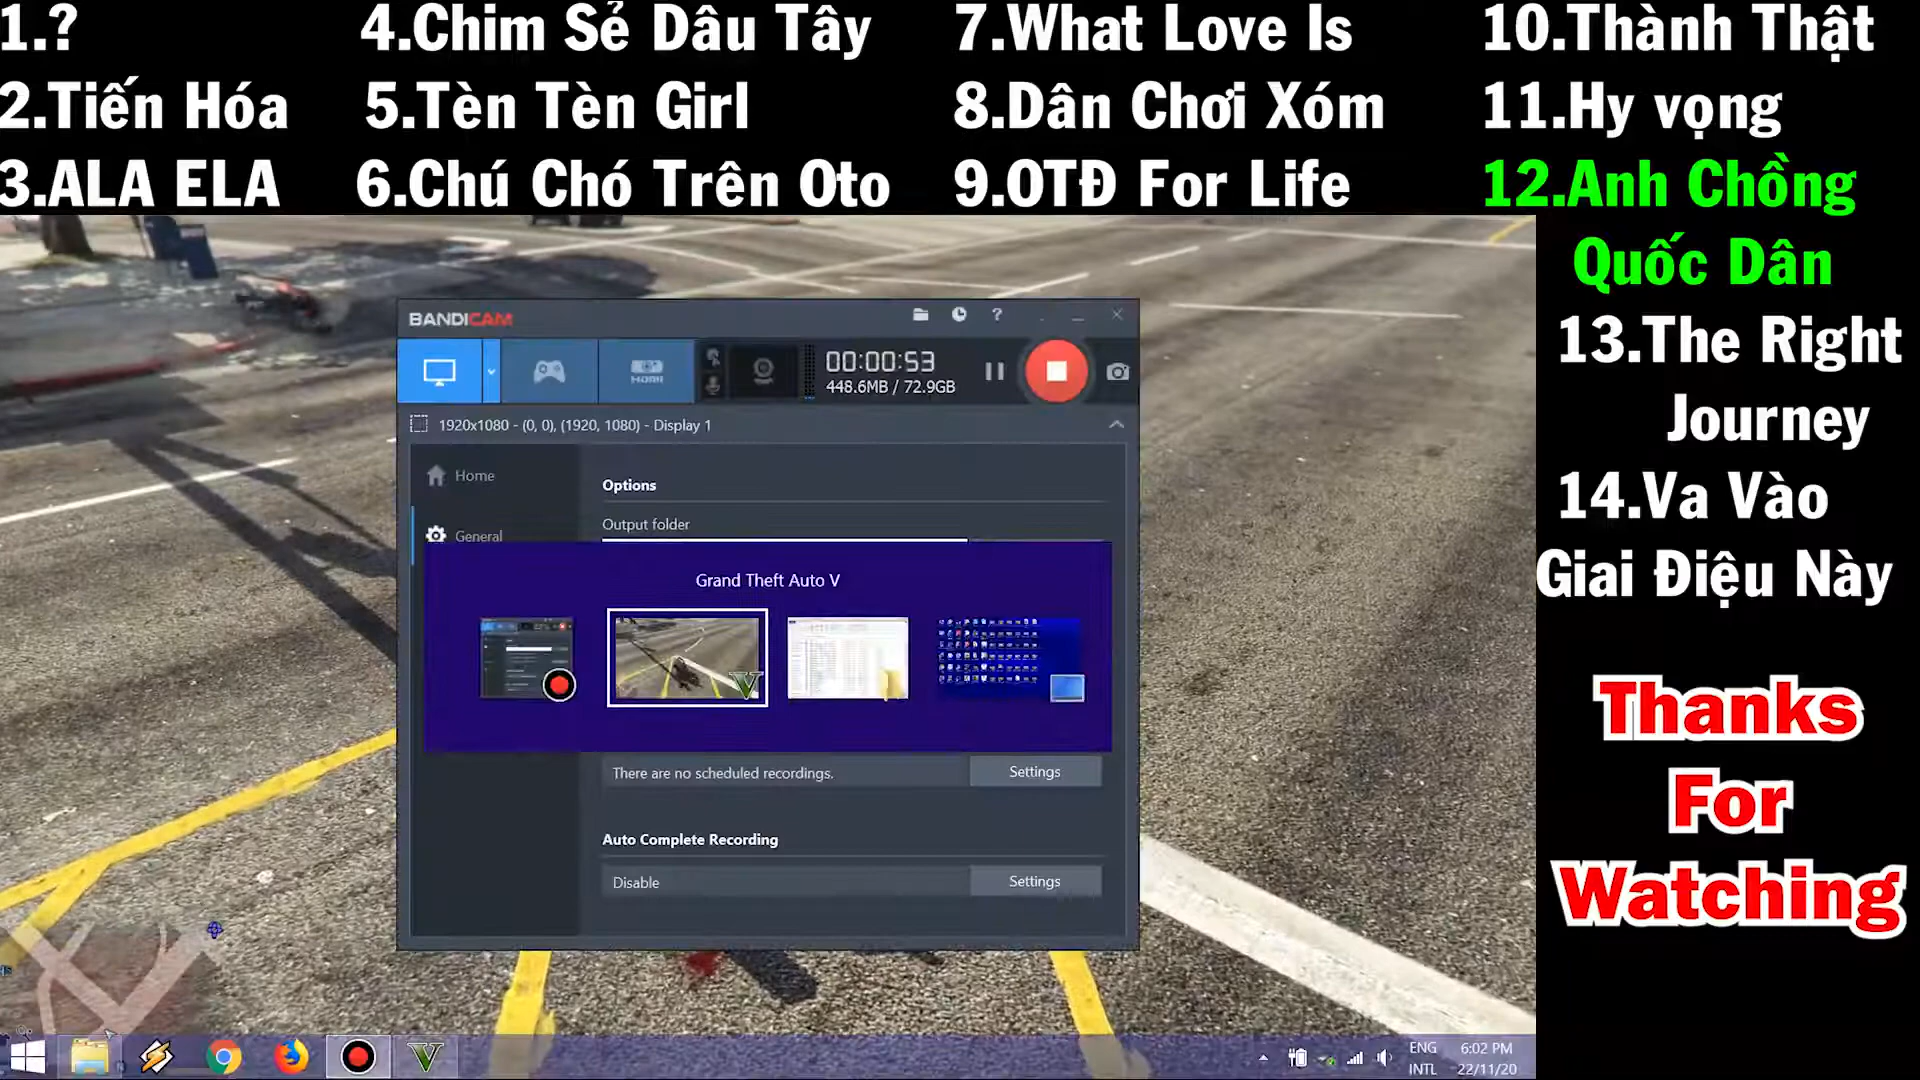 1.?
2.Tiến Hóa
3.ALA ELA
4.Chim Sẻ Dâu Tây
5.Tèn Tèn Girl
6.Chú Chó Trên Oto
7.What Love Is
8.Dân Chơi Xóm
9.OTĐ For Life
10.Thành Thật
11.Hy vọng
12.Anh Chồng
Quốc Dân
13.The Right
Journey
14.Va Vào
Giai Điệu Này
Thanks
For
Watching
BANDICAM
HDMI
00:00:53
448.6MB / 72.9GB
1920x1080 - (0, 0), (1920, 1080) - Display 1
Home
General
Options
Output folder
Grand Theft Auto V
There are no scheduled recordings.
Settings
Auto Complete Recording
Disable
Settings
ENG
INTL
6:02 PM
22/11/20